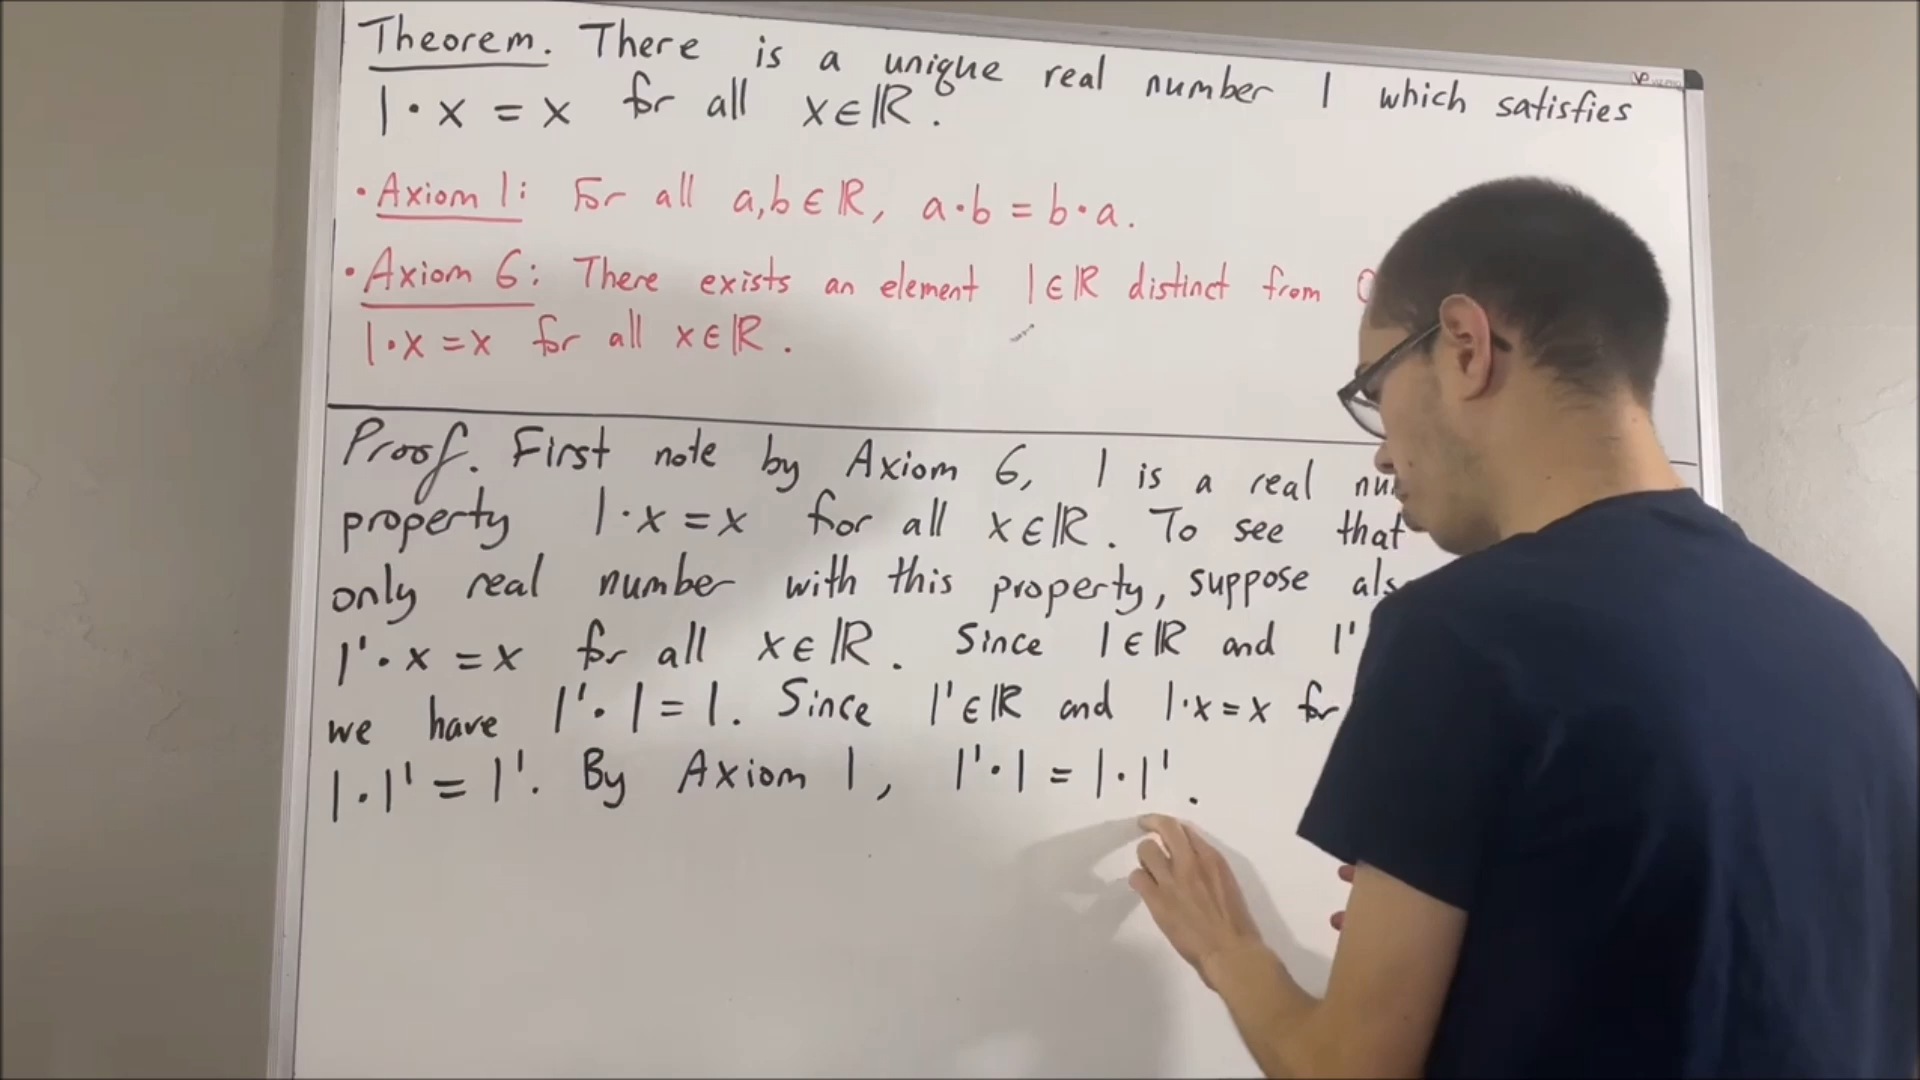 Theorem. There is a unique real number 1 which satisfies
1 · x = x for all x ∈ ℝ.
• Axiom 1: For all a, b ∈ ℝ, a · b = b · a.
• Axiom 6: There exists an element 1 ∈ ℝ distinct from
1 · x = x for all x ∈ ℝ.
Proof. First note by Axiom 6, 1 is a real
property 1 · x = x for all x ∈ ℝ. To see that
only real number with this property, suppose
1' · x = x for all x ∈ ℝ. Since 1 ∈ ℝ and 1'
we have 1' · 1 = 1. Since 1' ∈ ℝ and 1 · x = x for
1 · 1' = 1'. By Axiom 1, 1' · 1 = 1 · 1'.